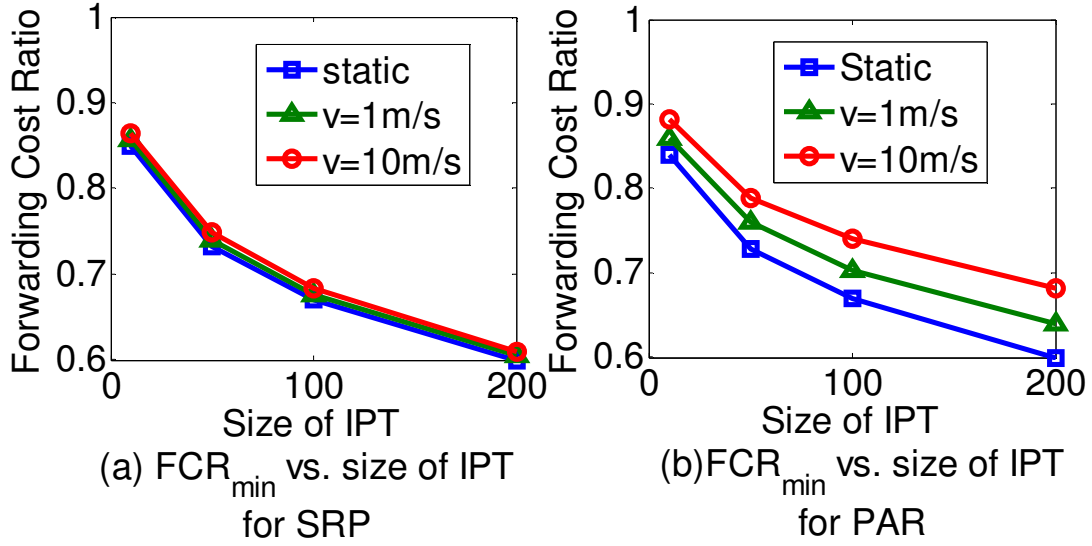 Forwarding Cost Ratio
1
0.9
0.8
0.7
0.6
0
100
200
static
v=1m/s
v=10m/s
Size of IPT
(a) FCRmin vs. size of IPT
for SRP
Forwarding Cost Ratio
1
0.9
0.8
0.7
0.6
0
100
200
Static
v=1m/s
v=10m/s
Size of IPT
(b)FCRmin vs. size of IPT
for PAR